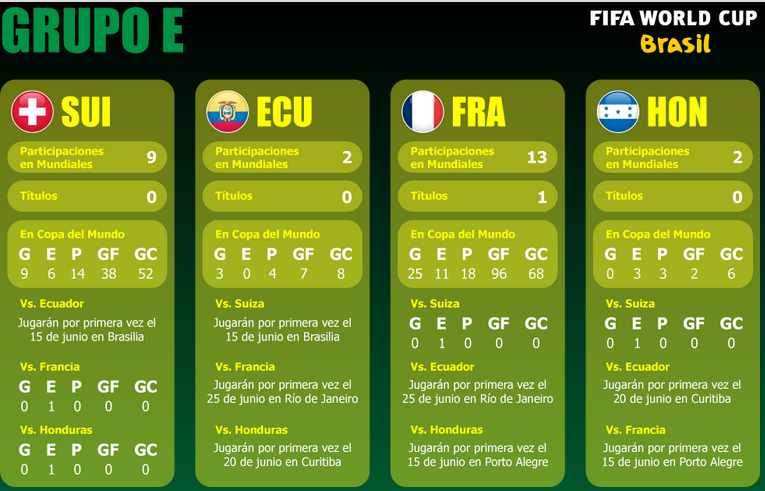 GRUPO E
FIFA WORLD CUP
Brasil
SUI
Participaciones
en Mundiales 9
Títulos 0
En Copa del Mundo
G E P GF GC
9 6 14 38 52
Vs. Ecuador
Jugarán por primera vez el
15 de junio en Brasilia
Vs. Francia
G E P GF GC
0 1 0 0 0
Vs. Honduras
G E P GF GC
0 1 0 0 0
ECU
Participaciones
en Mundiales 2
Títulos 0
En Copa del Mundo
G E P GF GC
3 0 4 7 8
Vs. Suiza
Jugarán por primera vez el
15 de junio en Brasilia
Vs. Francia
Jugarán por primera vez el
25 de junio en Río de Janeiro
Vs. Honduras
Jugarán por primera vez el
20 de junio en Curitiba
FRA
Participaciones
en Mundiales 13
Títulos 1
En Copa del Mundo
G E P GF GC
25 11 18 96 68
Vs. Suiza
G E P GF GC
0 1 0 0 0
Vs. Ecuador
Jugarán por primera vez el
25 de junio en Río de Janeiro
Vs. Honduras
Jugarán por primera vez el
15 de junio en Porto Alegre
HON
Participaciones
en Mundiales 2
Títulos 0
En Copa del Mundo
G E P GF GC
0 3 3 2 6
Vs. Suiza
G E P GF GC
0 1 0 0 0
Vs. Ecuador
Jugarán por primera vez el
20 de junio en Curitiba
Vs. Francia
Jugarán por primera vez el
15 de junio en Porto Alegre